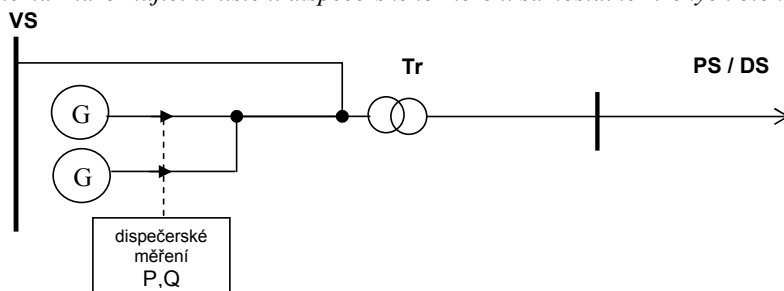 VS
Tr
PS / DS
G
G
dispečerské
měření
P,Q